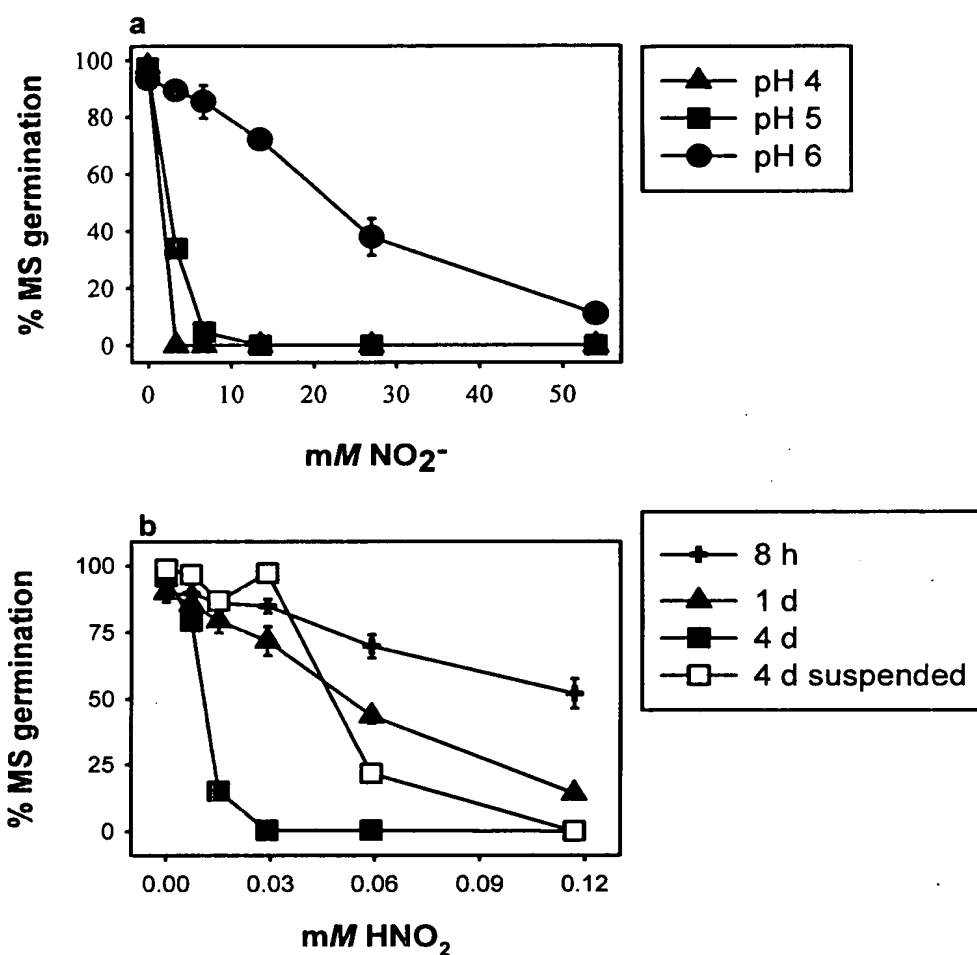 a
% MS germination
100
80
60
40
20
0
0 10 20 30 40 50
mM NO₂⁻
pH 4
pH 5
pH 6
b
% MS germination
100
75
50
25
0
0.00 0.03 0.06 0.09 0.12
mM HNO₂
8 h
1 d
4 d
4 d suspended